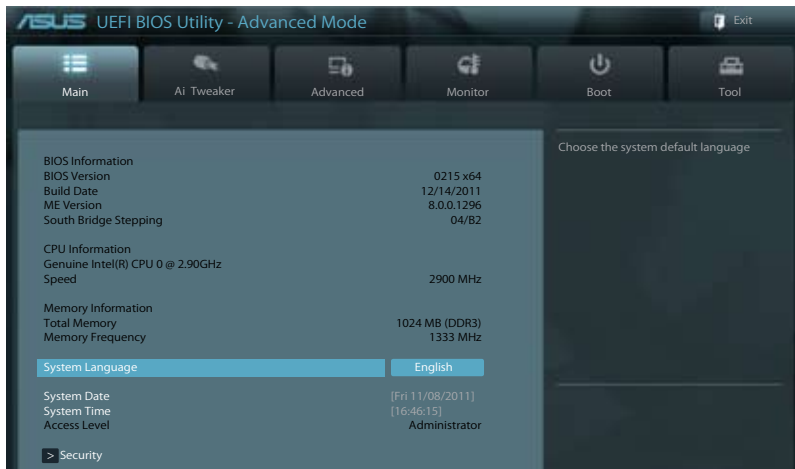 ASUS UEFI BIOS Utility - Advanced Mode
Exit
Main Ai Tweaker Advanced Monitor Boot Tool
Choose the system default language
BIOS Information
BIOS Version 0215 x64
Build Date 12/14/2011
ME Version 8.0.0.1296
South Bridge Stepping 04/B2
CPU Information
Genuine Intel(R) CPU 0 @ 2.90GHz
Speed 2900 MHz
Memory Information
Total Memory 1024 MB (DDR3)
Memory Frequency 1333 MHz
System Language English
System Date [Fri 11/08/2011]
System Time [16:46:15]
Access Level Administrator
> Security